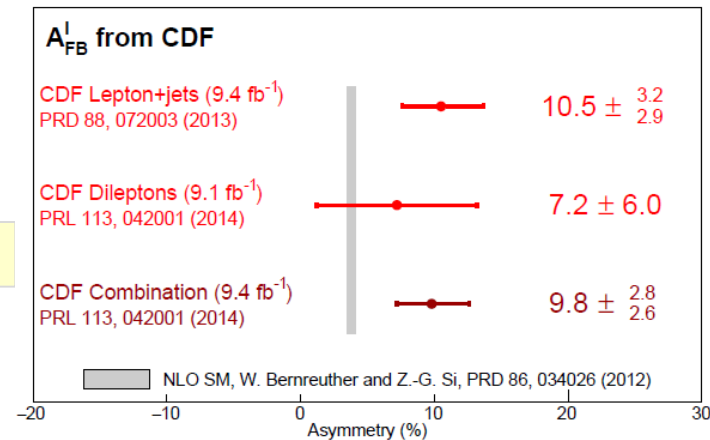 A^l_FB from CDF
CDF Lepton+jets (9.4 fb^-1)
PRD 88, 072003 (2013)
10.5 ± 3.2 2.9
CDF Dileptons (9.1 fb^-1)
PRL 113, 042001 (2014)
7.2 ± 6.0
CDF Combination (9.4 fb^-1)
PRL 113, 042001 (2014)
9.8 ± 2.8 2.6
NLO SM, W. Bernreuther and Z.-G. Si, PRD 86, 034026 (2012)
−20 −10 0 10 20 30
Asymmetry (%)